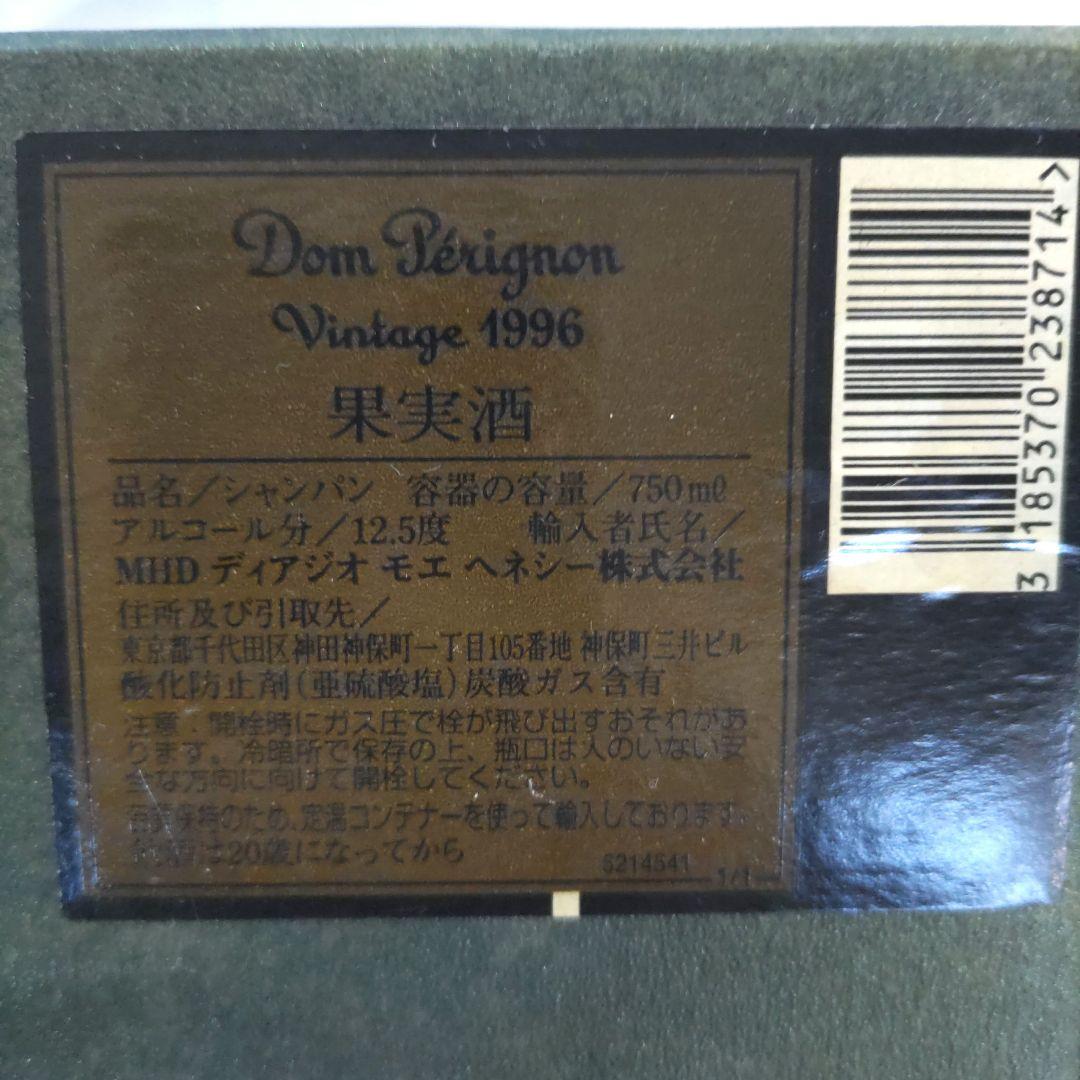 Dom Pérignon
Vintage 1996
果実酒
品名/シャンパン 容器の容量/750mℓ
アルコール分/12.5度 輸入者氏名/
MHD ディアジオ モエ ヘネシー株式会社
住所及び引取先/
東京都千代田区神田神保町一丁目105番地 神保町三井ビル
酸化防止剤(亜硫酸塩)炭酸ガス含有
注意:開栓時にガス圧で栓が飛び出すおそれがあ
ります。冷暗所で保存の上、瓶口は人のいない安
全な方向に向けて開栓してください。
保持のため、定温コンテナーを使って輸入しております。
は20歳になってから
5214541 1/1
3 185370 238714 >